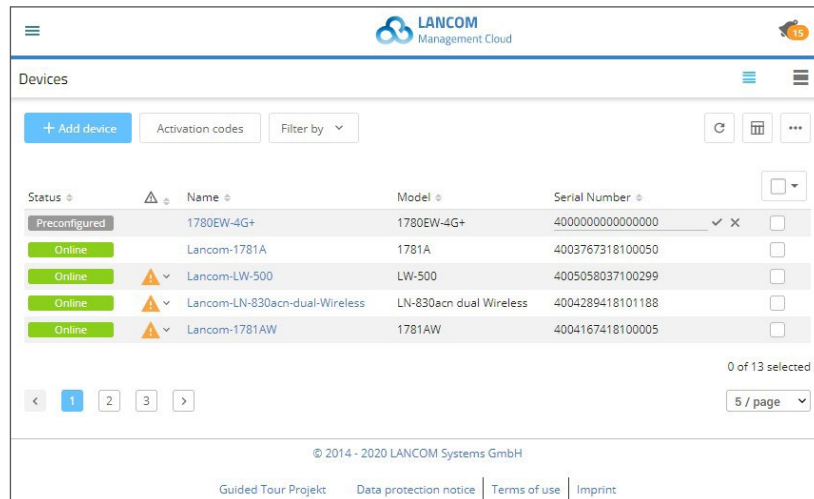 LANCOM
Management Cloud
15
Devices
+ Add device Activation codes Filter by
Status Name Model Serial Number
Preconfigured 1780EW-4G+ 1780EW-4G+ 4000000000000000
Online Lancom-1781A 1781A 4003767318100050
Online Lancom-LW-500 LW-500 4005058037100299
Online Lancom-LN-830acn-dual-Wireless LN-830acn dual Wireless 4004289418101188
Online Lancom-1781AW 1781AW 4004167418100005
0 of 13 selected
< 1 2 3 > 5 / page
© 2014 - 2020 LANCOM Systems GmbH
Guided Tour Projekt Data protection notice Terms of use Imprint